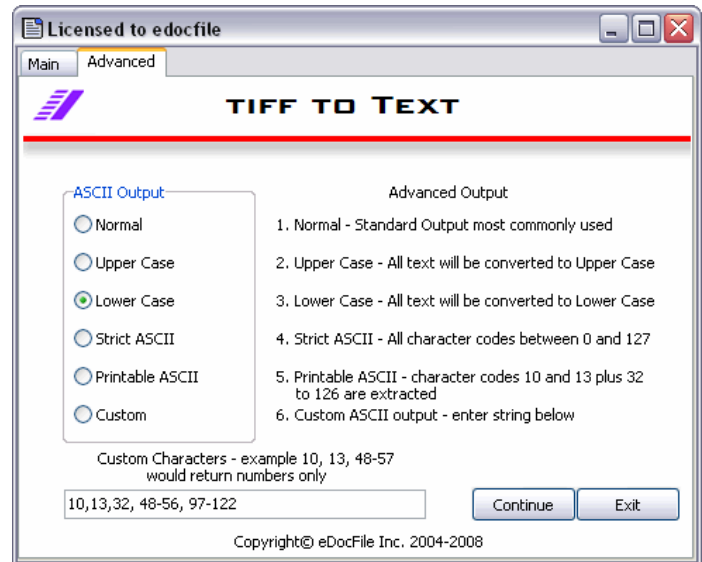 Licensed to edocfile
Main Advanced
TIFF TO TEXT
ASCII Output
Advanced Output
Normal
1. Normal - Standard Output most commonly used
Upper Case
2. Upper Case - All text will be converted to Upper Case
Lower Case
3. Lower Case - All text will be converted to Lower Case
Strict ASCII
4. Strict ASCII - All character codes between 0 and 127
Printable ASCII
5. Printable ASCII - character codes 10 and 13 plus 32
to 126 are extracted
Custom
6. Custom ASCII output - enter string below
Custom Characters - example 10, 13, 48-57
would return numbers only
10,13,32, 48-56, 97-122
Continue Exit
Copyright© eDocFile Inc. 2004-2008